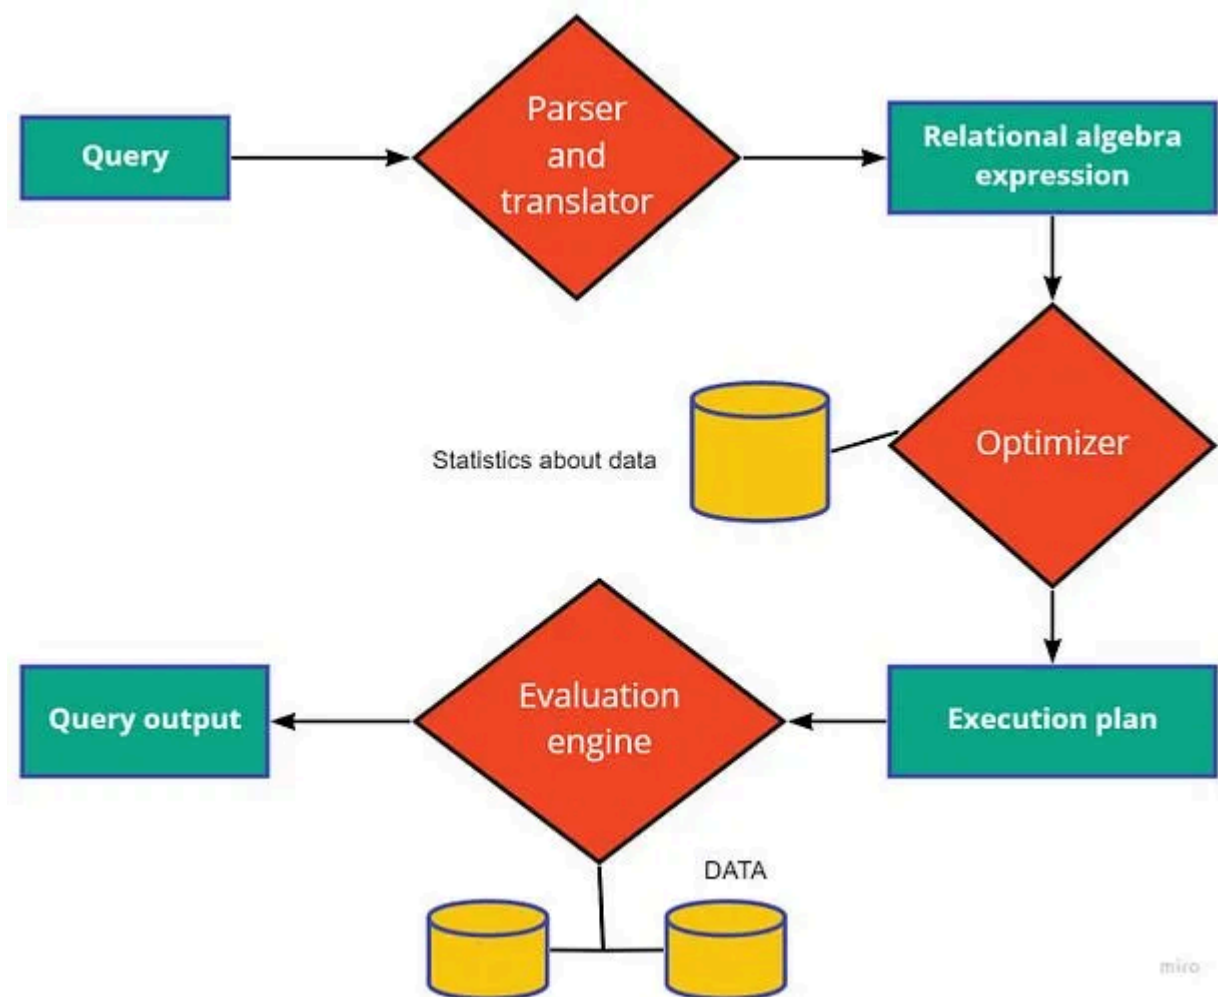 Query
Parser
and
translator
Relational algebra
expression
Statistics about data
Optimizer
Query output
Evaluation
engine
Execution plan
DATA
miro